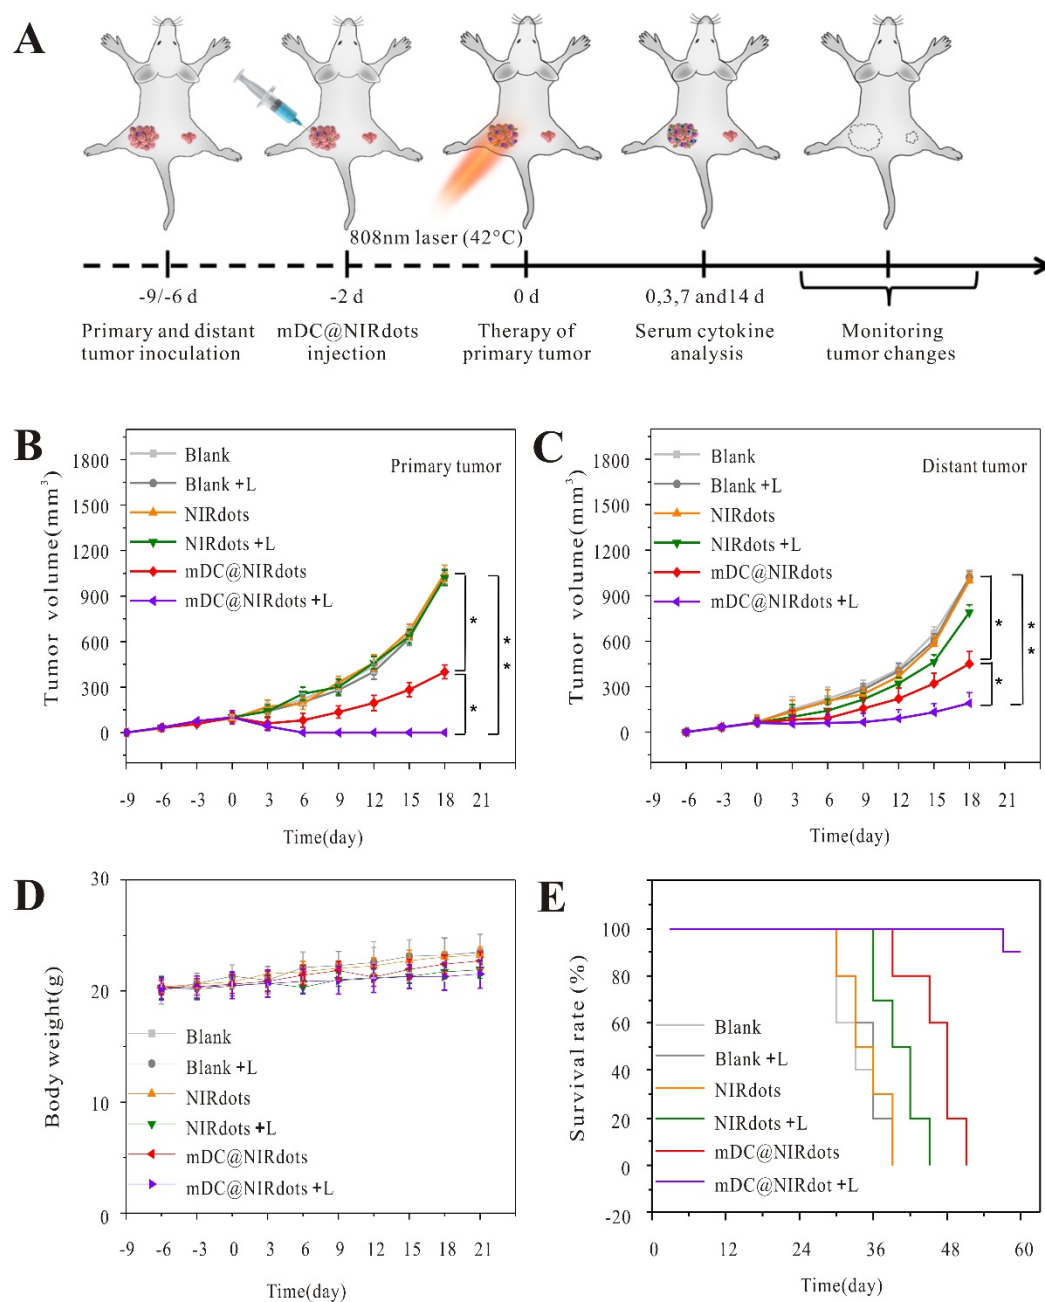 A
808nm laser (42°C)
-9/-6 d
-2 d
0 d
0,3,7 and14 d
Primary and distant
tumor inoculation
mDC@NIRdots
injection
Therapy of
primary tumor
Serum cytokine
analysis
Monitoring
tumor changes
B
Primary tumor
Blank
Blank +L
NIRdots
NIRdots +L
mDC@NIRdots
mDC@NIRdots +L
Tumor volume(mm³)
1800
1500
1200
900
600
300
0
*
*
*
*
-9 -6 -3 0 3 6 9 12 15 18 21
Time(day)
C
Distant tumor
Blank
Blank +L
NIRdots
NIRdots +L
mDC@NIRdots
mDC@NIRdots +L
Tumor volume(mm³)
1800
1500
1200
900
600
300
0
*
*
*
*
-9 -6 -3 0 3 6 9 12 15 18 21
Time(day)
D
Body weight(g)
30
20
10
0
Blank
Blank +L
NIRdots
NIRdots +L
mDC@NIRdots
mDC@NIRdots +L
-9 -6 -3 0 3 6 9 12 15 18 21
Time(day)
E
Survival rate (%)
100
80
60
40
20
0
-20
Blank
Blank +L
NIRdots
NIRdots +L
mDC@NIRdots
mDC@NIRdot +L
0 12 24 36 48 60
Time(day)